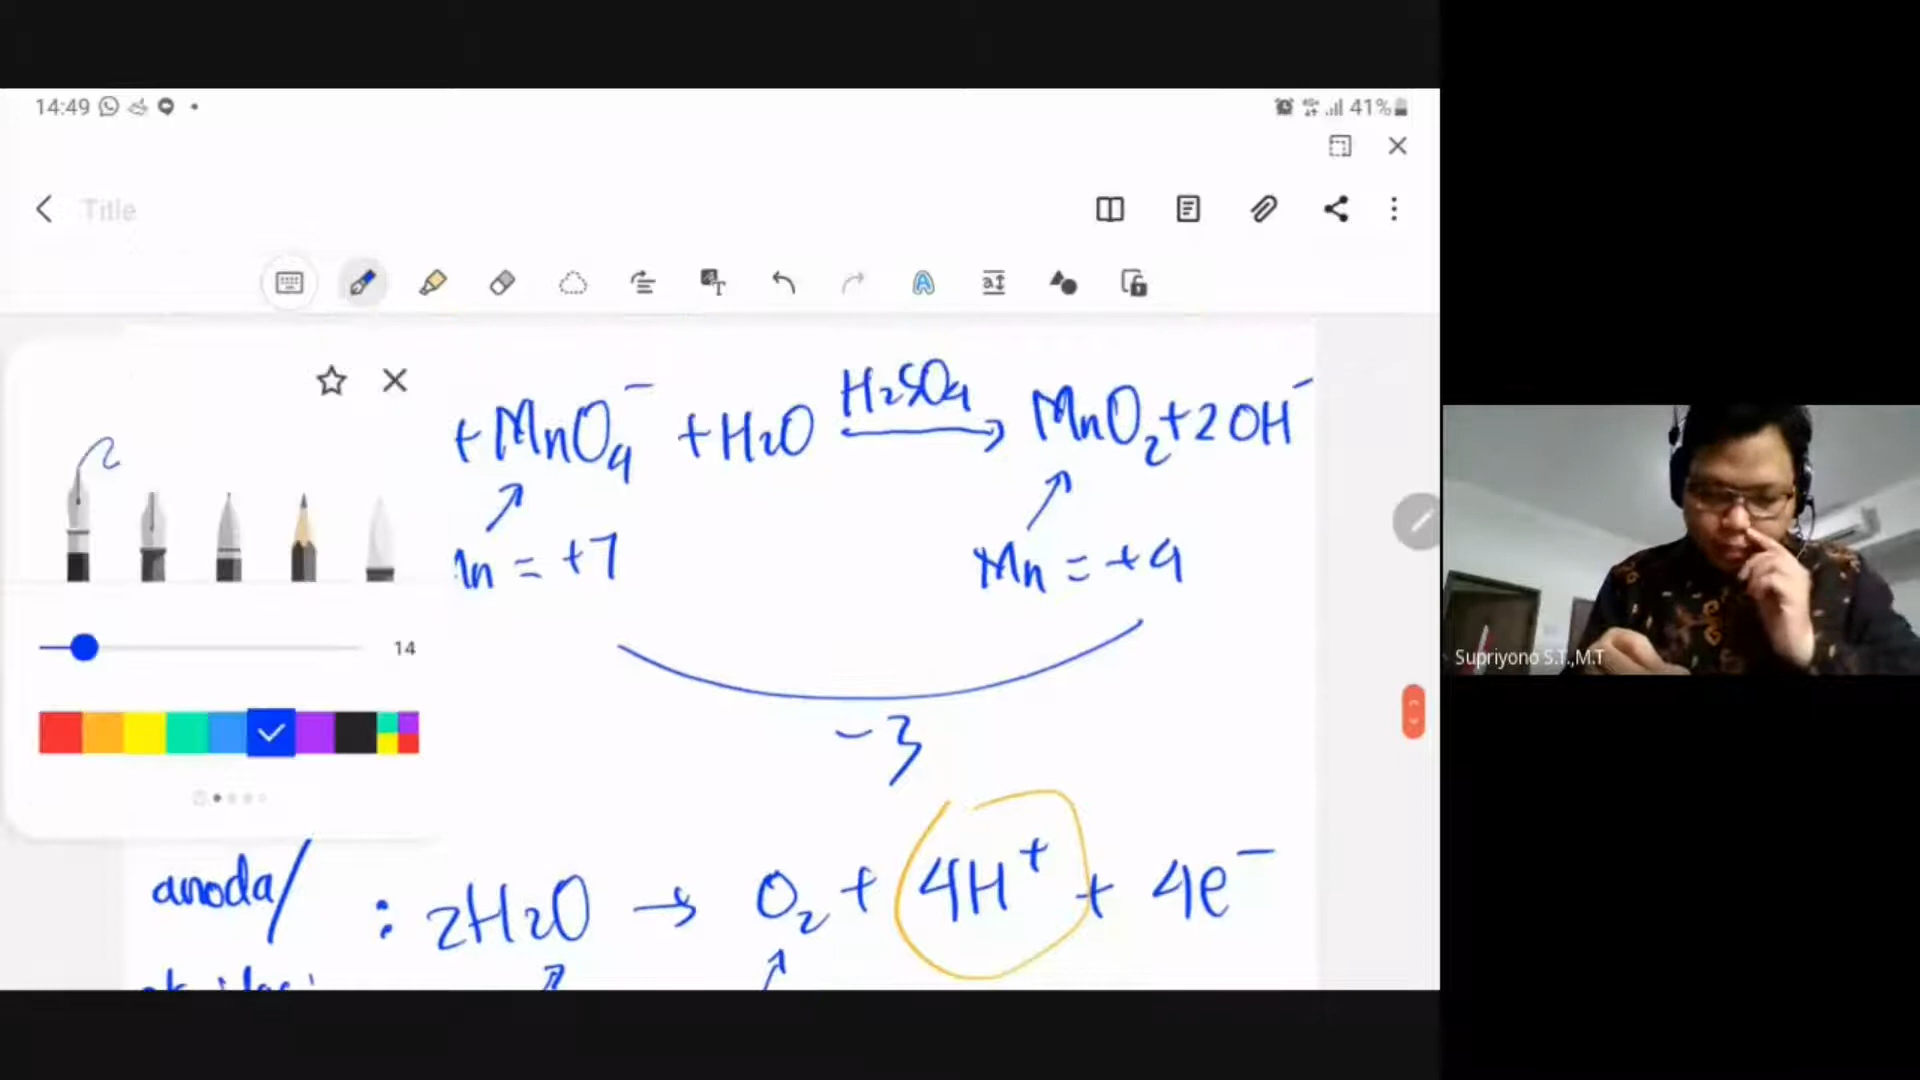 14:49
41%
Title
+MnO₄⁻ + H₂O H₂SO₄ → MnO₂ + 2OH⁻
Mn = +7
Mn = +4
14
-3
anoda/ : 2H₂O → O₂ + 4H⁺ + 4e⁻
Supriyono S.T.,M.T